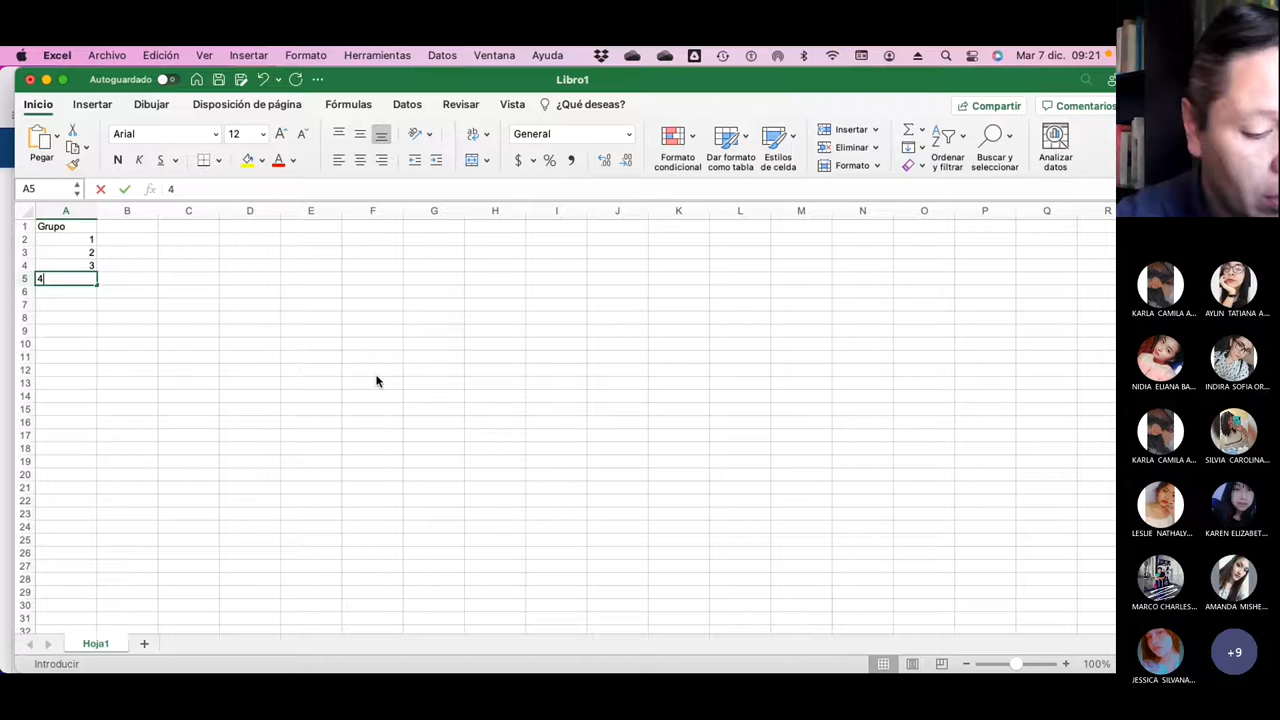 Excel Archivo Edición Ver Insertar Formato Herramientas Datos Ventana Ayuda Mar 7 dic. 09:21
Autoguardado Libro1
Inicio Insertar Dibujar Disposición de página Fórmulas Datos Revisar Vista ¿Qué deseas? Compartir Comentarios
Pegar
Arial 12
N K S
General
$ % 
Formato condicional
Dar formato como tabla
Estilos de celda
Insertar
Eliminar
Formato
Ordenar y filtrar
Buscar y seleccionar
Analizar datos
A5 fx 4
A B C D E F G H I J K L M N O P Q R
1 Grupo
2 1
3 2
4 3
5 4
6
7
8
9
10
11
12
13
14
15
16
17
18
19
20
21
22
23
24
25
26
27
28
29
30
31
32
Hoja1
Introducir 100%
KARLA CAMILA A... AYLIN TATIANA A...
NIDIA ELIANA BA... INDIRA SOFIA OR...
KARLA CAMILA A... SILVIA CAROLINA...
LESLIE NATHALY... KAREN ELIZABET...
MARCO CHARLES... AMANDA MISHE...
JESSICA SILVANA... +9